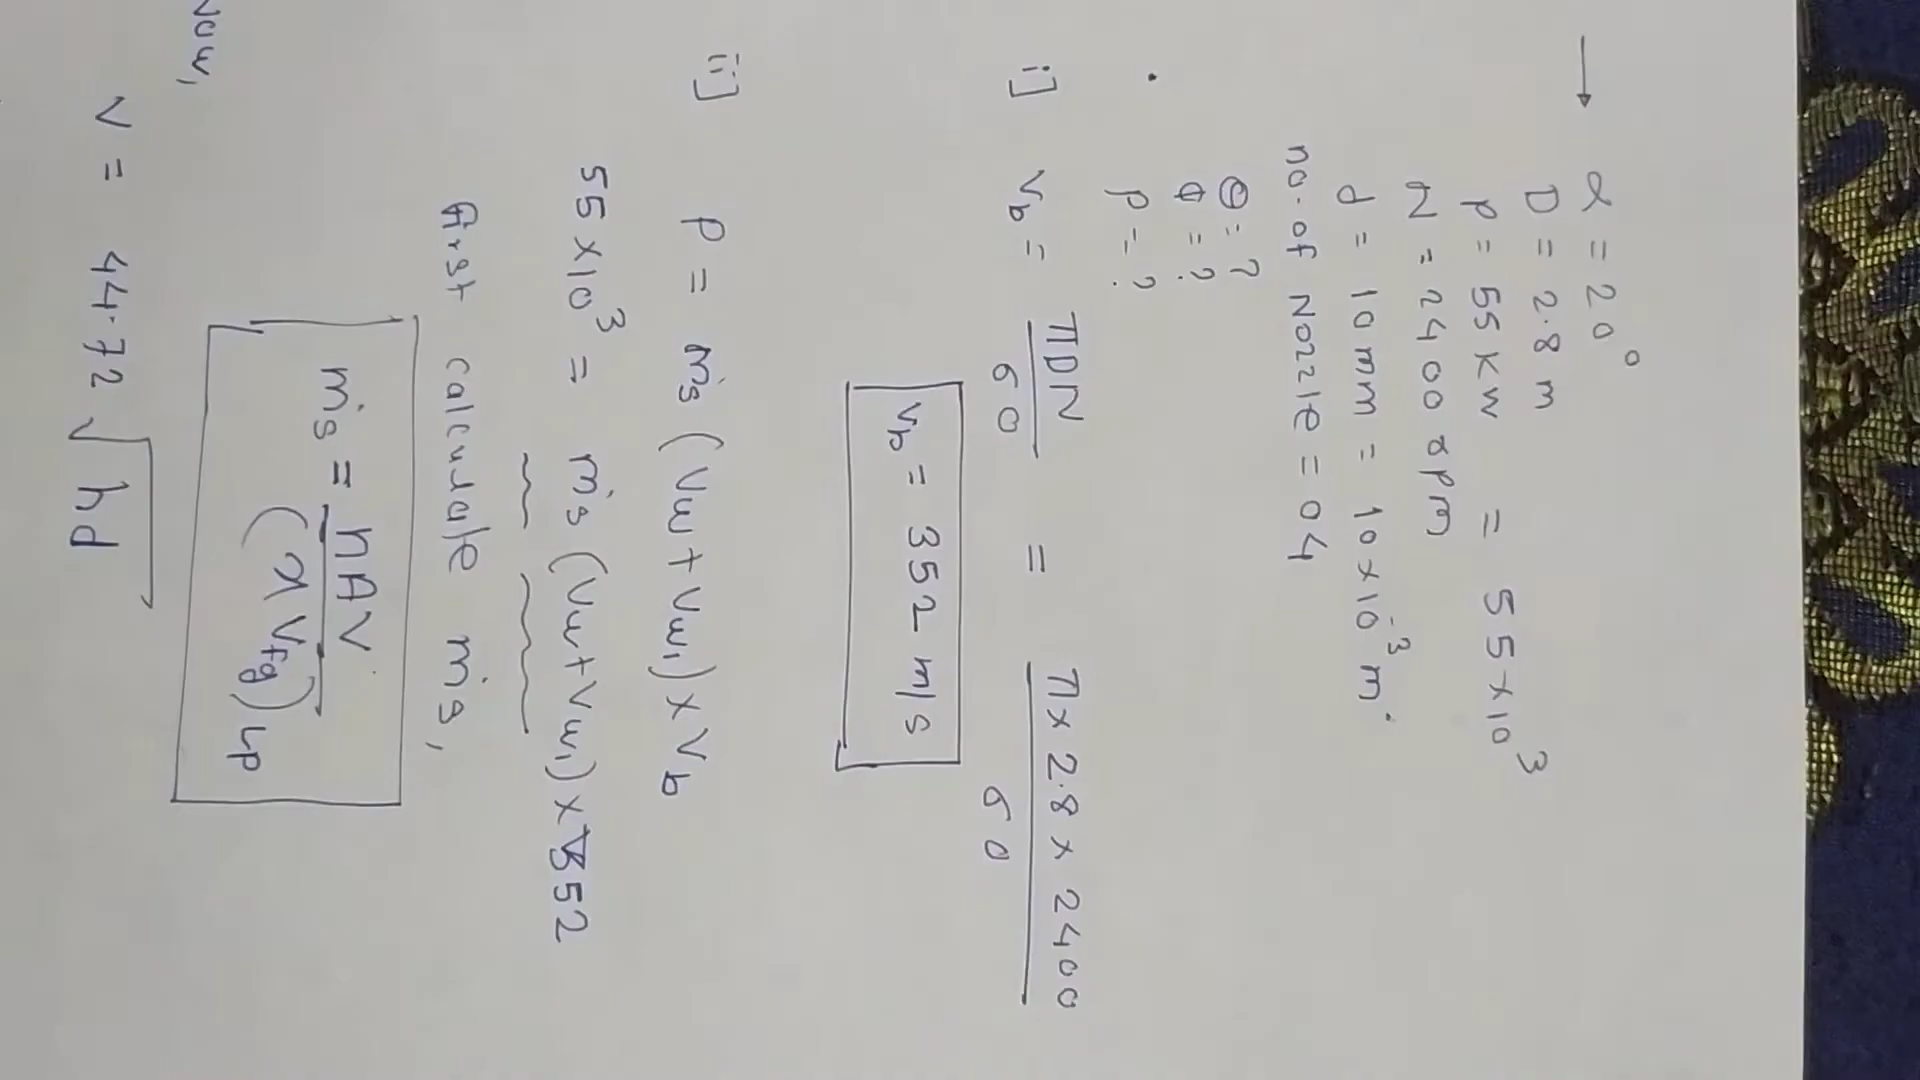 → α = 20°
D = 2.8 m
P = 55 KW = 55 × 10³
N = 2400 rpm
d = 10 mm = 10 × 10⁻³ m.
no. of Nozzle = 04
θ = ?
ϕ = ?
P = ?
i] Vb = πDN / 60 = π × 2.8 × 2400 / 60
Vb = 352 m/s
ii] P = ṁs (Vw + Vw₁) × Vb
55 × 10³ = ṁs (Vw + Vw₁) × 352
first calculate ṁs,
ṁs = nAV / (x Vfg)Lp
Now,
V = 44.72 √hd